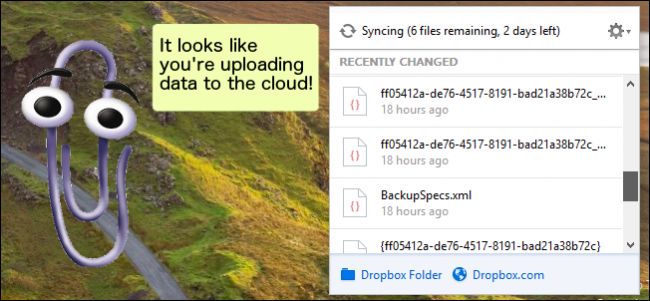 It looks like
you're uploading
data to the cloud!
Syncing (6 files remaining, 2 days left)
RECENTLY CHANGED
ff05412a-de76-4517-8191-bad21a38b72c_...
18 hours ago
ff05412a-de76-4517-8191-bad21a38b72c_...
18 hours ago
BackupSpecs.xml
18 hours ago
{ff05412a-de76-4517-8191-bad21a38b72c}
Dropbox Folder
Dropbox.com